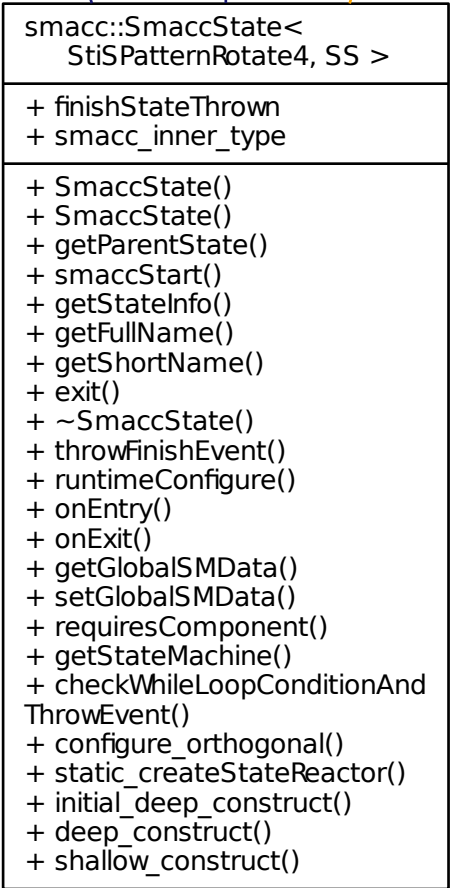 smacc::SmaccState<
StiSPatternRotate4, SS >
+ finishStateThrown
+ smacc_inner_type
+ SmaccState()
+ SmaccState()
+ getParentState()
+ smaccStart()
+ getStateInfo()
+ getFullName()
+ getShortName()
+ exit()
+ ~SmaccState()
+ throwFinishEvent()
+ runtimeConfigure()
+ onEntry()
+ onExit()
+ getGlobalSMData()
+ setGlobalSMData()
+ requiresComponent()
+ getStateMachine()
+ checkWhileLoopConditionAnd
ThrowEvent()
+ configure_orthogonal()
+ static_createStateReactor()
+ initial_deep_construct()
+ deep_construct()
+ shallow_construct()